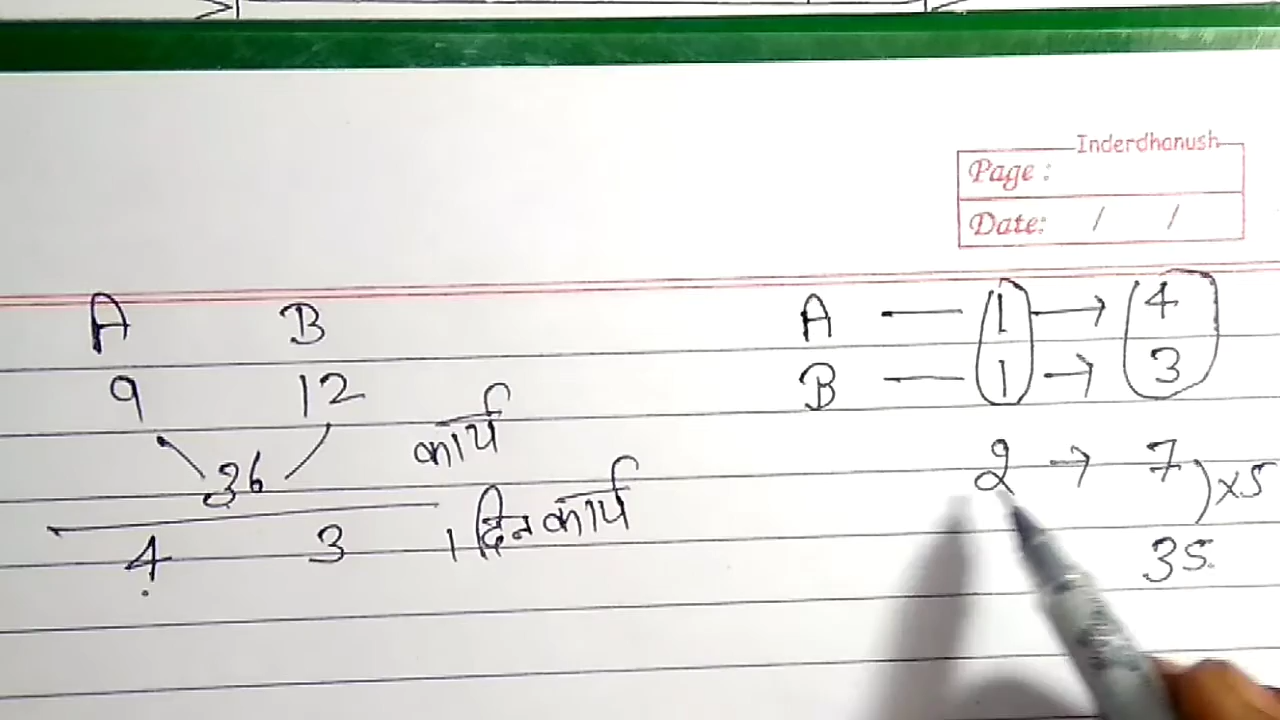 Inderdhanush
Page :
Date: / /
A B
9 12
36 कार्य
4 3 1 दिन कार्य
A — 1 → 4
B — 1 → 3
2 → 7
)×5
35